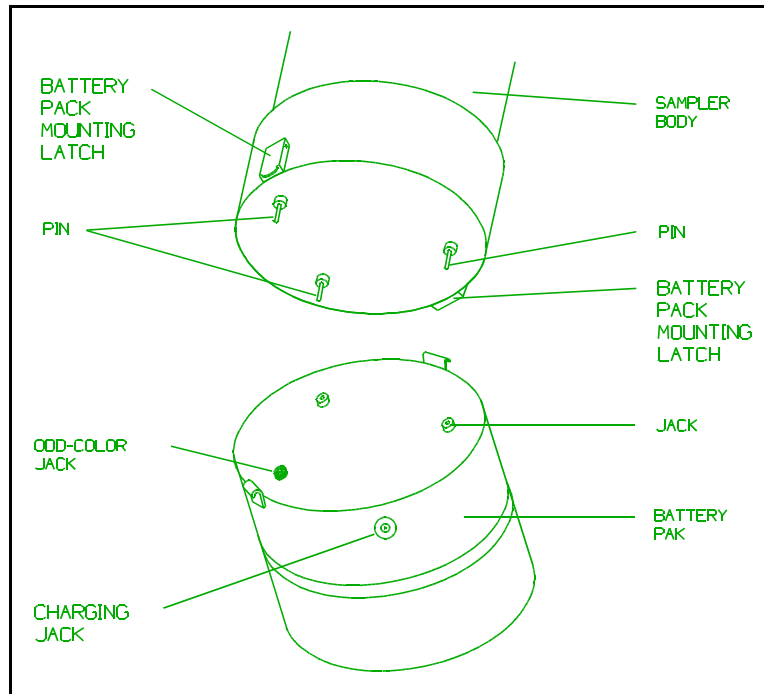 BATTERY
PACK
MOUNTING
LATCH
SAMPLER
BODY
PIN
PIN
BATTERY
PACK
MOUNTING
LATCH
ODD-COLOR
JACK
JACK
BATTERY
PAK
CHARGING
JACK